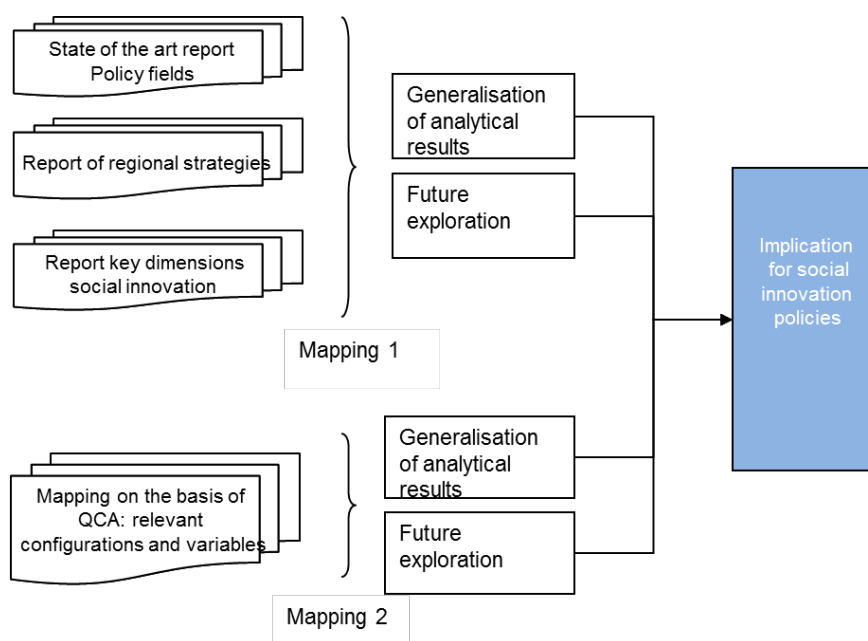 State of the art report
Policy fields
Report of regional strategies
Report key dimensions
social innovation
Mapping 1
Generalisation
of analytical
results
Future
exploration
Mapping on the basis of
QCA: relevant
configurations and variables
Mapping 2
Generalisation
of analytical
results
Future
exploration
Implication
for social
innovation
policies